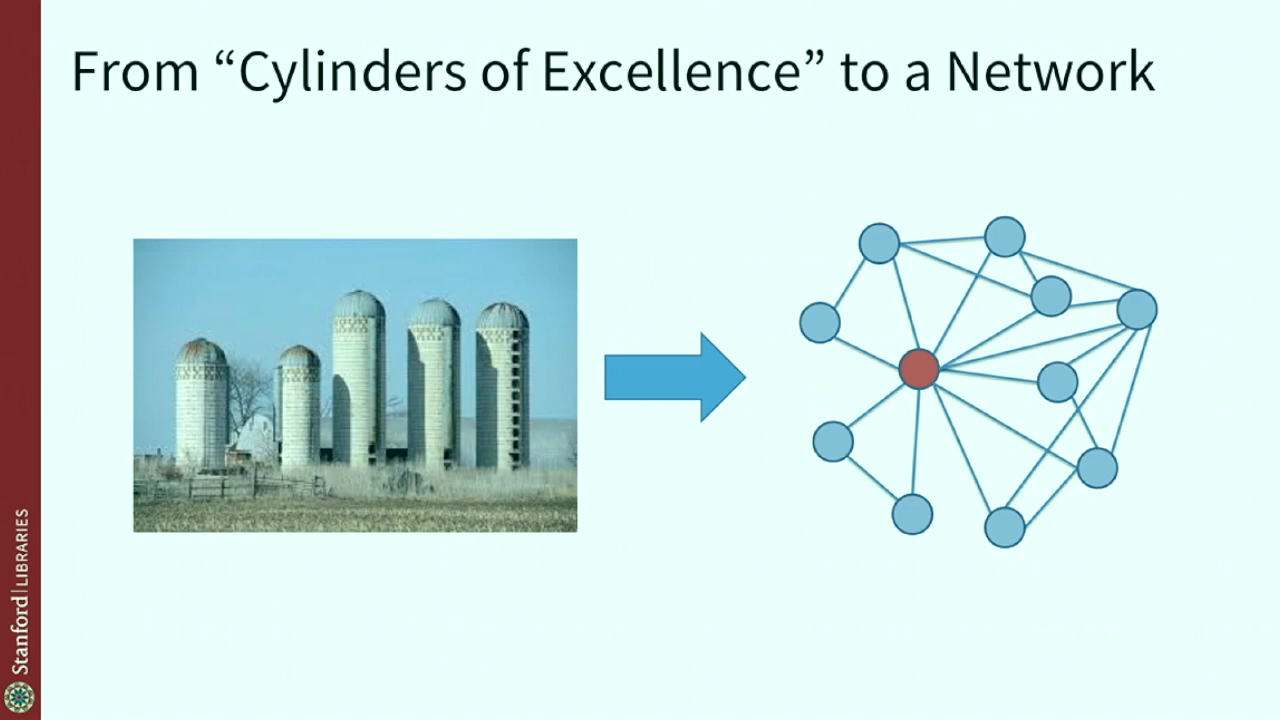 From “Cylinders of Excellence” to a Network
Stanford | LIBRARIES